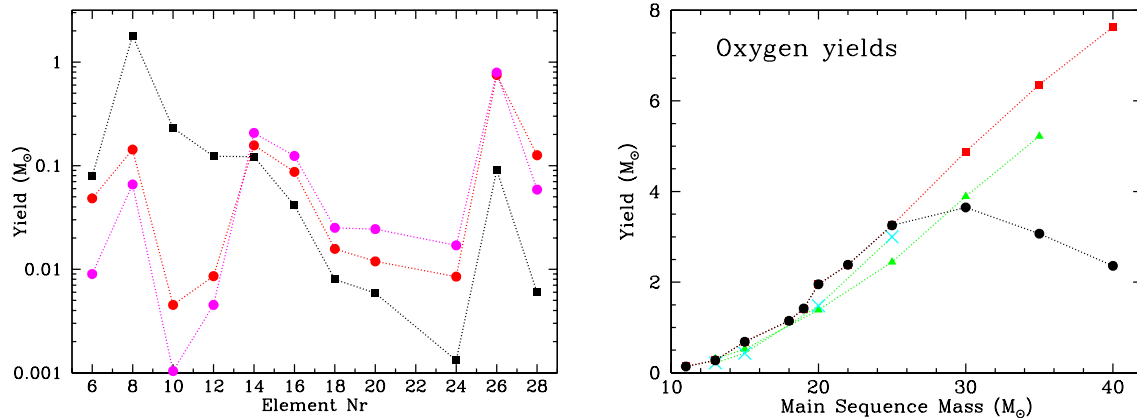 Yield (M⊙)
1
0.1
0.01
0.001
6 8 10 12 14 16 18 20 22 24 26 28
Element Nr
Oxygen yields
Yield (M⊙)
8
6
4
2
0
10 20 30 40
Main Sequence Mass (M⊙)